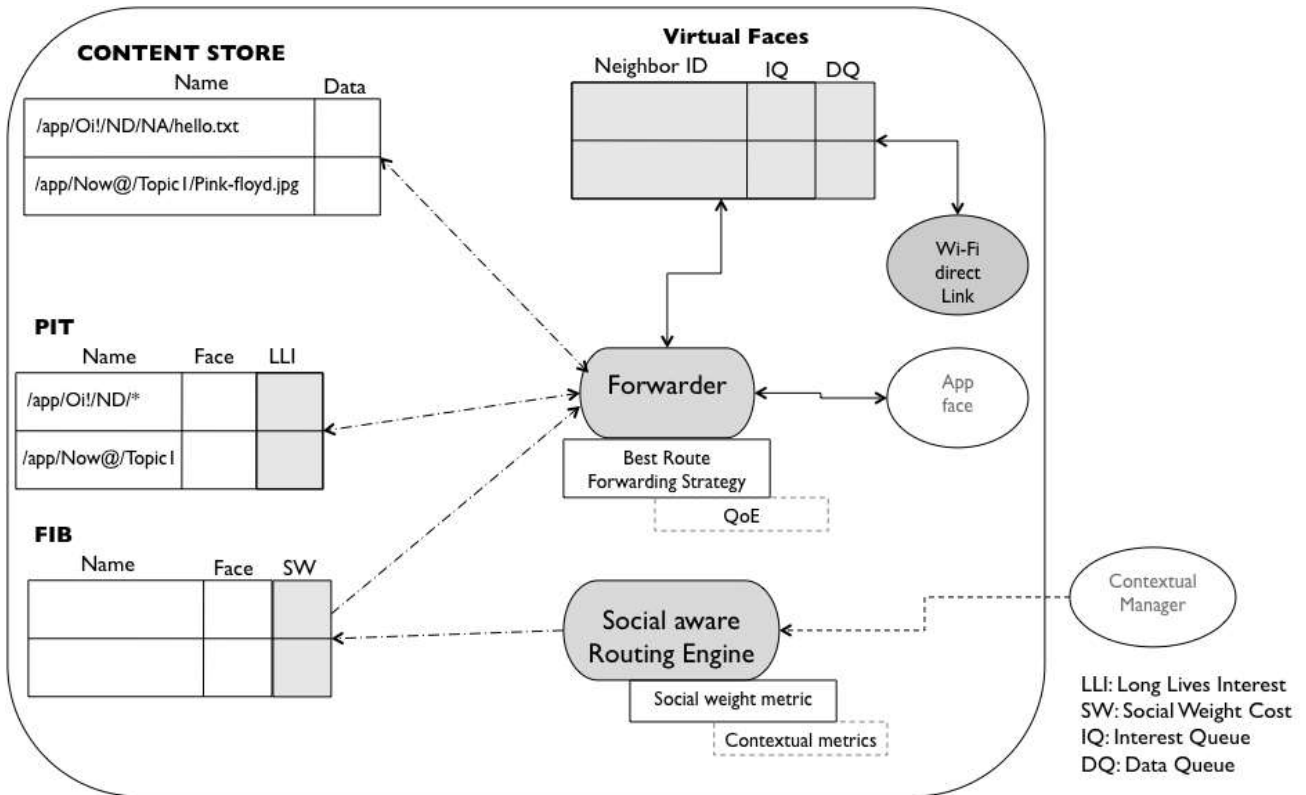 CONTENT STORE
Name Data
/app/Oi!/ND/NA/hello.txt
/app/Now@/Topic1/Pink-floyd.jpg
Virtual Faces
Neighbor ID IQ DQ
Wi-Fi
direct
Link
PIT
Name Face LLI
/app/Oi!/ND/*
/app/Now@/Topic1
Forwarder
Best Route
Forwarding Strategy
QoE
App
face
FIB
Name Face SW
Social aware
Routing Engine
Social weight metric
Contextual metrics
Contextual
Manager
LLI: Long Lives Interest
SW: Social Weight Cost
IQ: Interest Queue
DQ: Data Queue